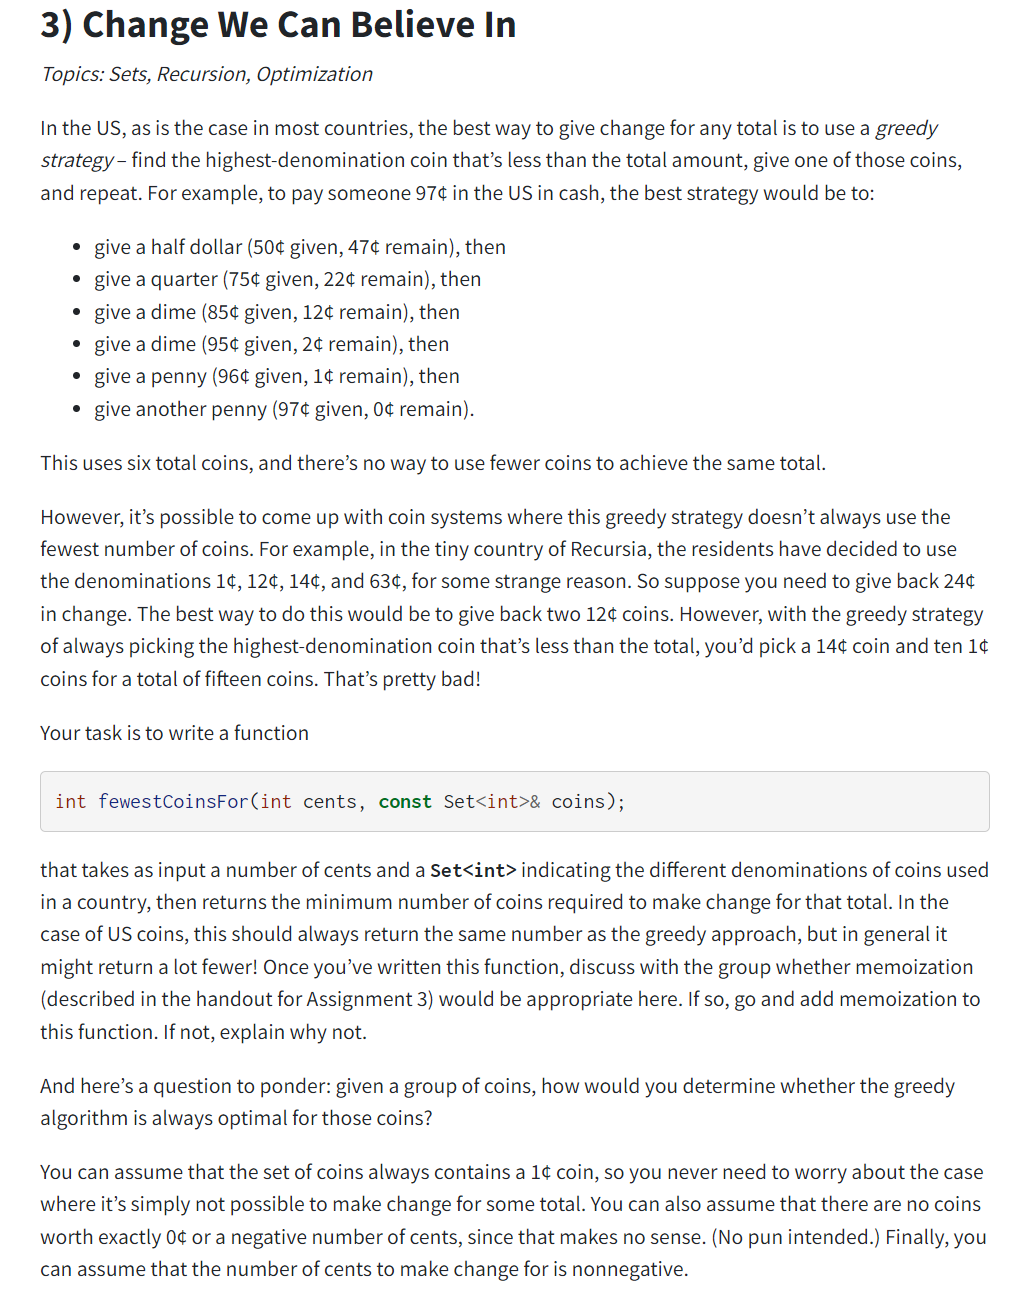 3) Change We Can Believe In
Topics: Sets, Recursion, Optimization
In the US, as is the case in most countries, the best way to give change for any total is to use a greedy
strategy – find the highest-denomination coin that's less than the total amount, give one of those coins,
and repeat. For example, to pay someone 97¢ in the US in cash, the best strategy would be to:
• give a half dollar (50¢ given, 47¢ remain), then
• give a quarter (75¢ given, 22¢ remain), then
• give a dime (85¢ given, 12¢ remain), then
• give a dime (95¢ given, 2¢ remain), then
• give a penny (96¢ given, 1¢ remain), then
• give another penny (97¢ given, 0¢ remain).
This uses six total coins, and there's no way to use fewer coins to achieve the same total.
However, it's possible to come up with coin systems where this greedy strategy doesn't always use the
fewest number of coins. For example, in the tiny country of Recursia, the residents have decided to use
the denominations 1¢, 12¢, 14¢, and 63¢, for some strange reason. So suppose you need to give back 24¢
in change. The best way to do this would be to give back two 12¢ coins. However, with the greedy strategy
of always picking the highest-denomination coin that's less than the total, you'd pick a 14¢ coin and ten 1¢
coins for a total of fifteen coins. That's pretty bad!
Your task is to write a function
int fewestCoinsFor(int cents, const Set<int>& coins);
that takes as input a number of cents and a Set<int> indicating the different denominations of coins used
in a country, then returns the minimum number of coins required to make change for that total. In the
case of US coins, this should always return the same number as the greedy approach, but in general it
might return a lot fewer! Once you've written this function, discuss with the group whether memoization
(described in the handout for Assignment 3) would be appropriate here. If so, go and add memoization to
this function. If not, explain why not.
And here's a question to ponder: given a group of coins, how would you determine whether the greedy
algorithm is always optimal for those coins?
You can assume that the set of coins always contains a 1¢ coin, so you never need to worry about the case
where it's simply not possible to make change for some total. You can also assume that there are no coins
worth exactly 0¢ or a negative number of cents, since that makes no sense. (No pun intended.) Finally, you
can assume that the number of cents to make change for is nonnegative.